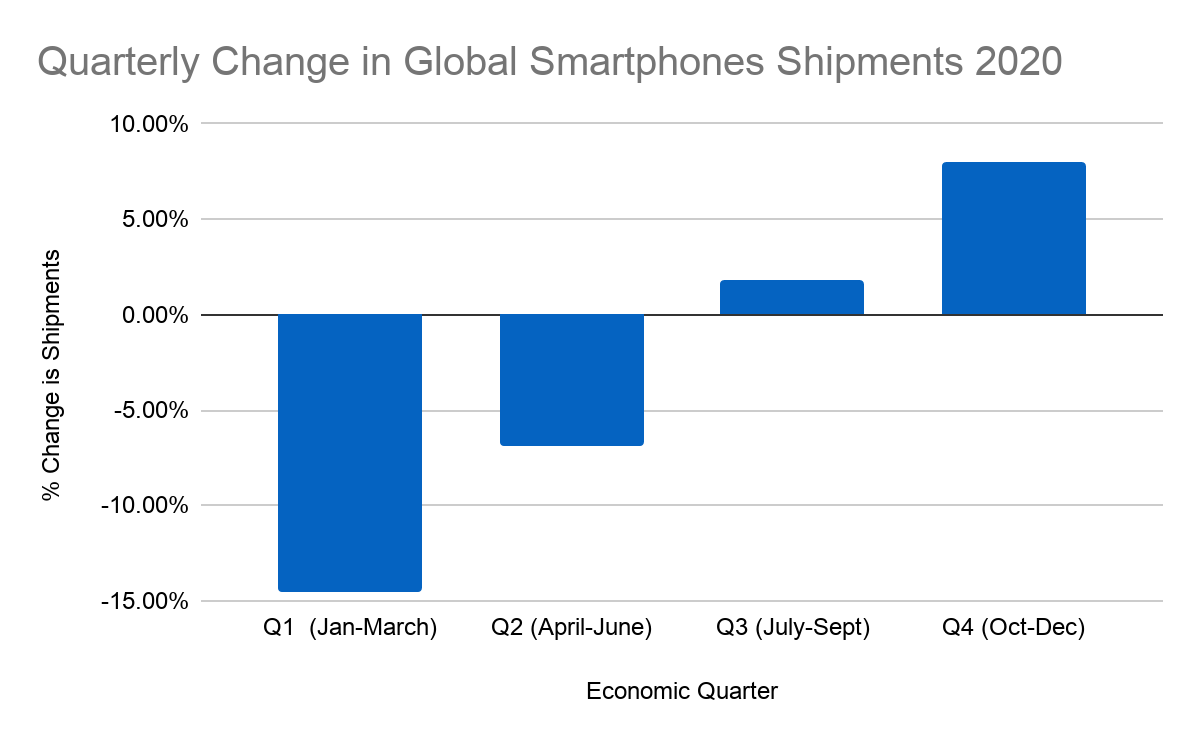 Quarterly Change in Global Smartphones Shipments 2020
10.00%
5.00%
0.00%
-5.00%
-10.00%
-15.00%
% Change is Shipments
Q1 (Jan-March)
Q2 (April-June)
Q3 (July-Sept)
Q4 (Oct-Dec)
Economic Quarter